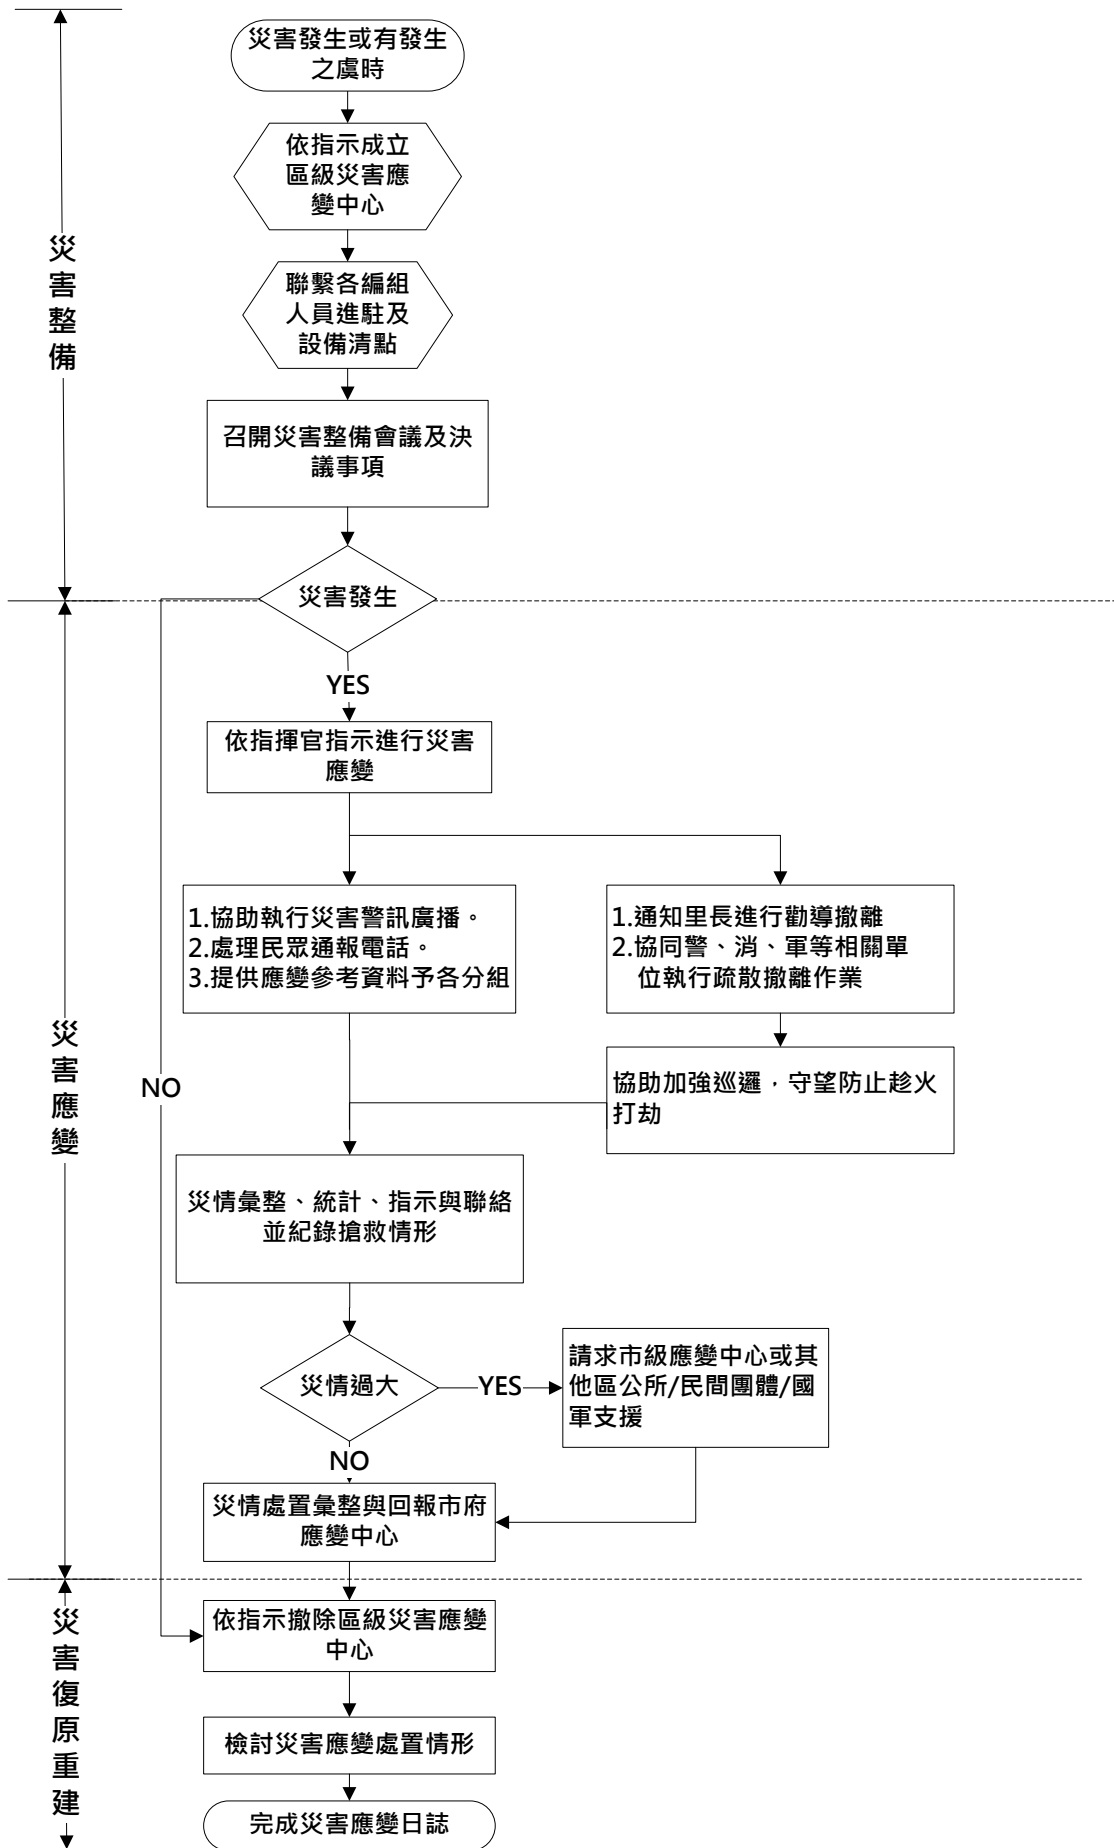 災害發生或有發生
之虞時
依指示成立
區級災害應
變中心
聯繫各編組
人員進駐及
設備清點
召開災害整備會議及決
議事項
災害整備
災害發生
YES
依指揮官指示進行災害
應變
1.協助執行災害警訊廣播。
2.處理民眾通報電話。
3.提供應變參考資料予各分組
1.通知里長進行勸導撤離
2.協同警、消、軍等相關單
位執行疏散撤離作業
協助加強巡邏，守望防止趁火
打劫
災害應變
NO
災情彙整、統計、指示與聯絡
並紀錄搶救情形
災情過大
YES
請求市級應變中心或其
他區公所/民間團體/國
軍支援
NO
災情處置彙整與回報市府
應變中心
災害復原重建
依指示撤除區級災害應變
中心
檢討災害應變處置情形
完成災害應變日誌